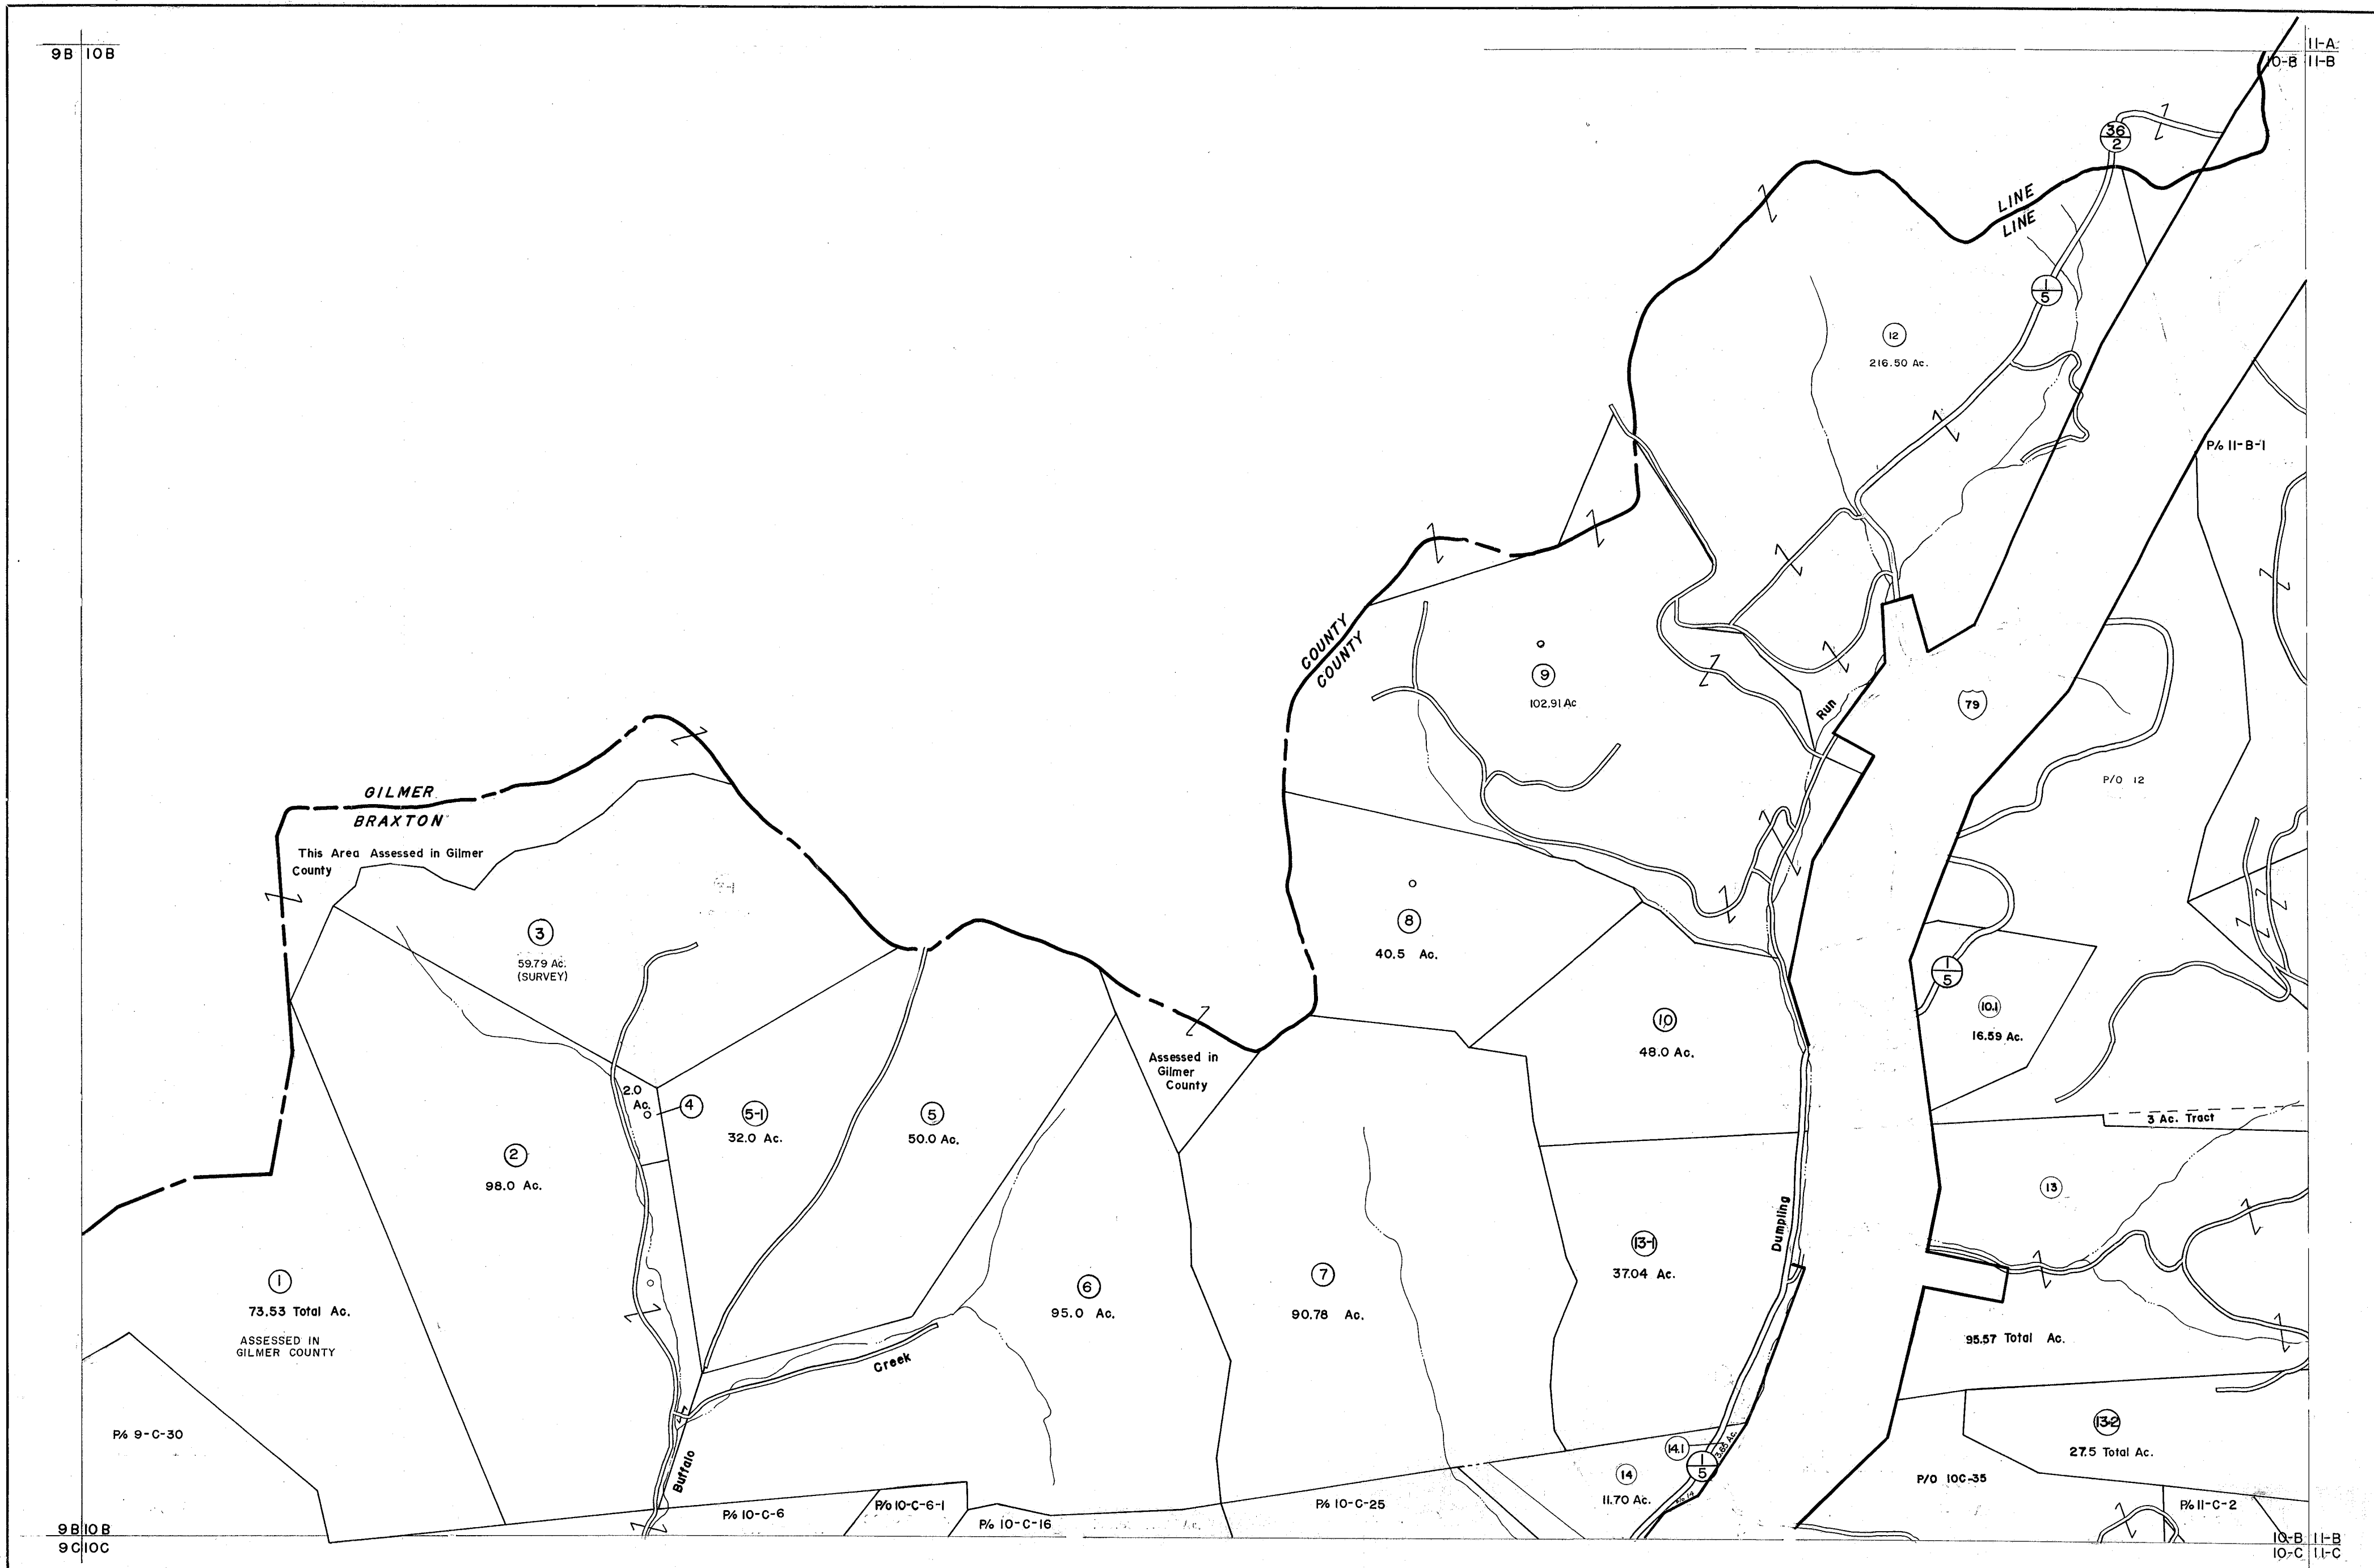 9B 10B
11-A
10-B 11-B
36
2
LINE
LINE
1
5
12
216.50 Ac.
P/o 11-B-1
COUNTY
COUNTY
9
102.91 Ac
Run
79
P/O 12
GILMER
BRAXTON
This Area Assessed in Gilmer
County
3
59.79 Ac.
(SURVEY)
8
40.5 Ac.
1
5
10.1
16.59 Ac.
10
48.0 Ac.
Assessed in
Gilmer
County
2.0
Ac.
4
5-1
32.0 Ac.
5
50.0 Ac.
3 Ac. Tract
2
98.0 Ac.
13
Dumpling
13-1
37.04 Ac.
1
73.53 Total Ac.
ASSESSED IN
GILMER COUNTY
6
95.0 Ac.
7
90.78 Ac.
95.57 Total Ac.
Creek
P/o 9-C-30
Buffalo
13-2
27.5 Total Ac.
14.1
3.65 Ac.
1
5
14
11.70 Ac.
P/O 10C-35
P/o 10-C-6
P/o 10-C-6-1
P/o 10-C-16
P/o 10-C-25
P/o 11-C-2
9B 10B
9C 10C
10-B 11-B
10-C 11-C